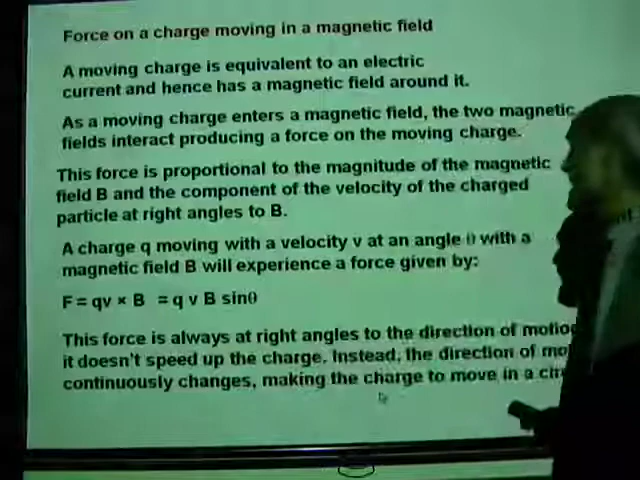 Force on a charge moving in a magnetic field
A moving charge is equivalent to an electric
current and hence has a magnetic field around it.
As a moving charge enters a magnetic field, the two magnetic
fields interact producing a force on the moving charge.
This force is proportional to the magnitude of the magnetic
field B and the component of the velocity of the charged
particle at right angles to B.
A charge q moving with a velocity v at an angle θ with a
magnetic field B will experience a force given by:
F = qv × B = q v B sinθ
This force is always at right angles to the direction of
it doesn't speed up the charge. Instead, the direction of
continuously changes, making the charge to move in a